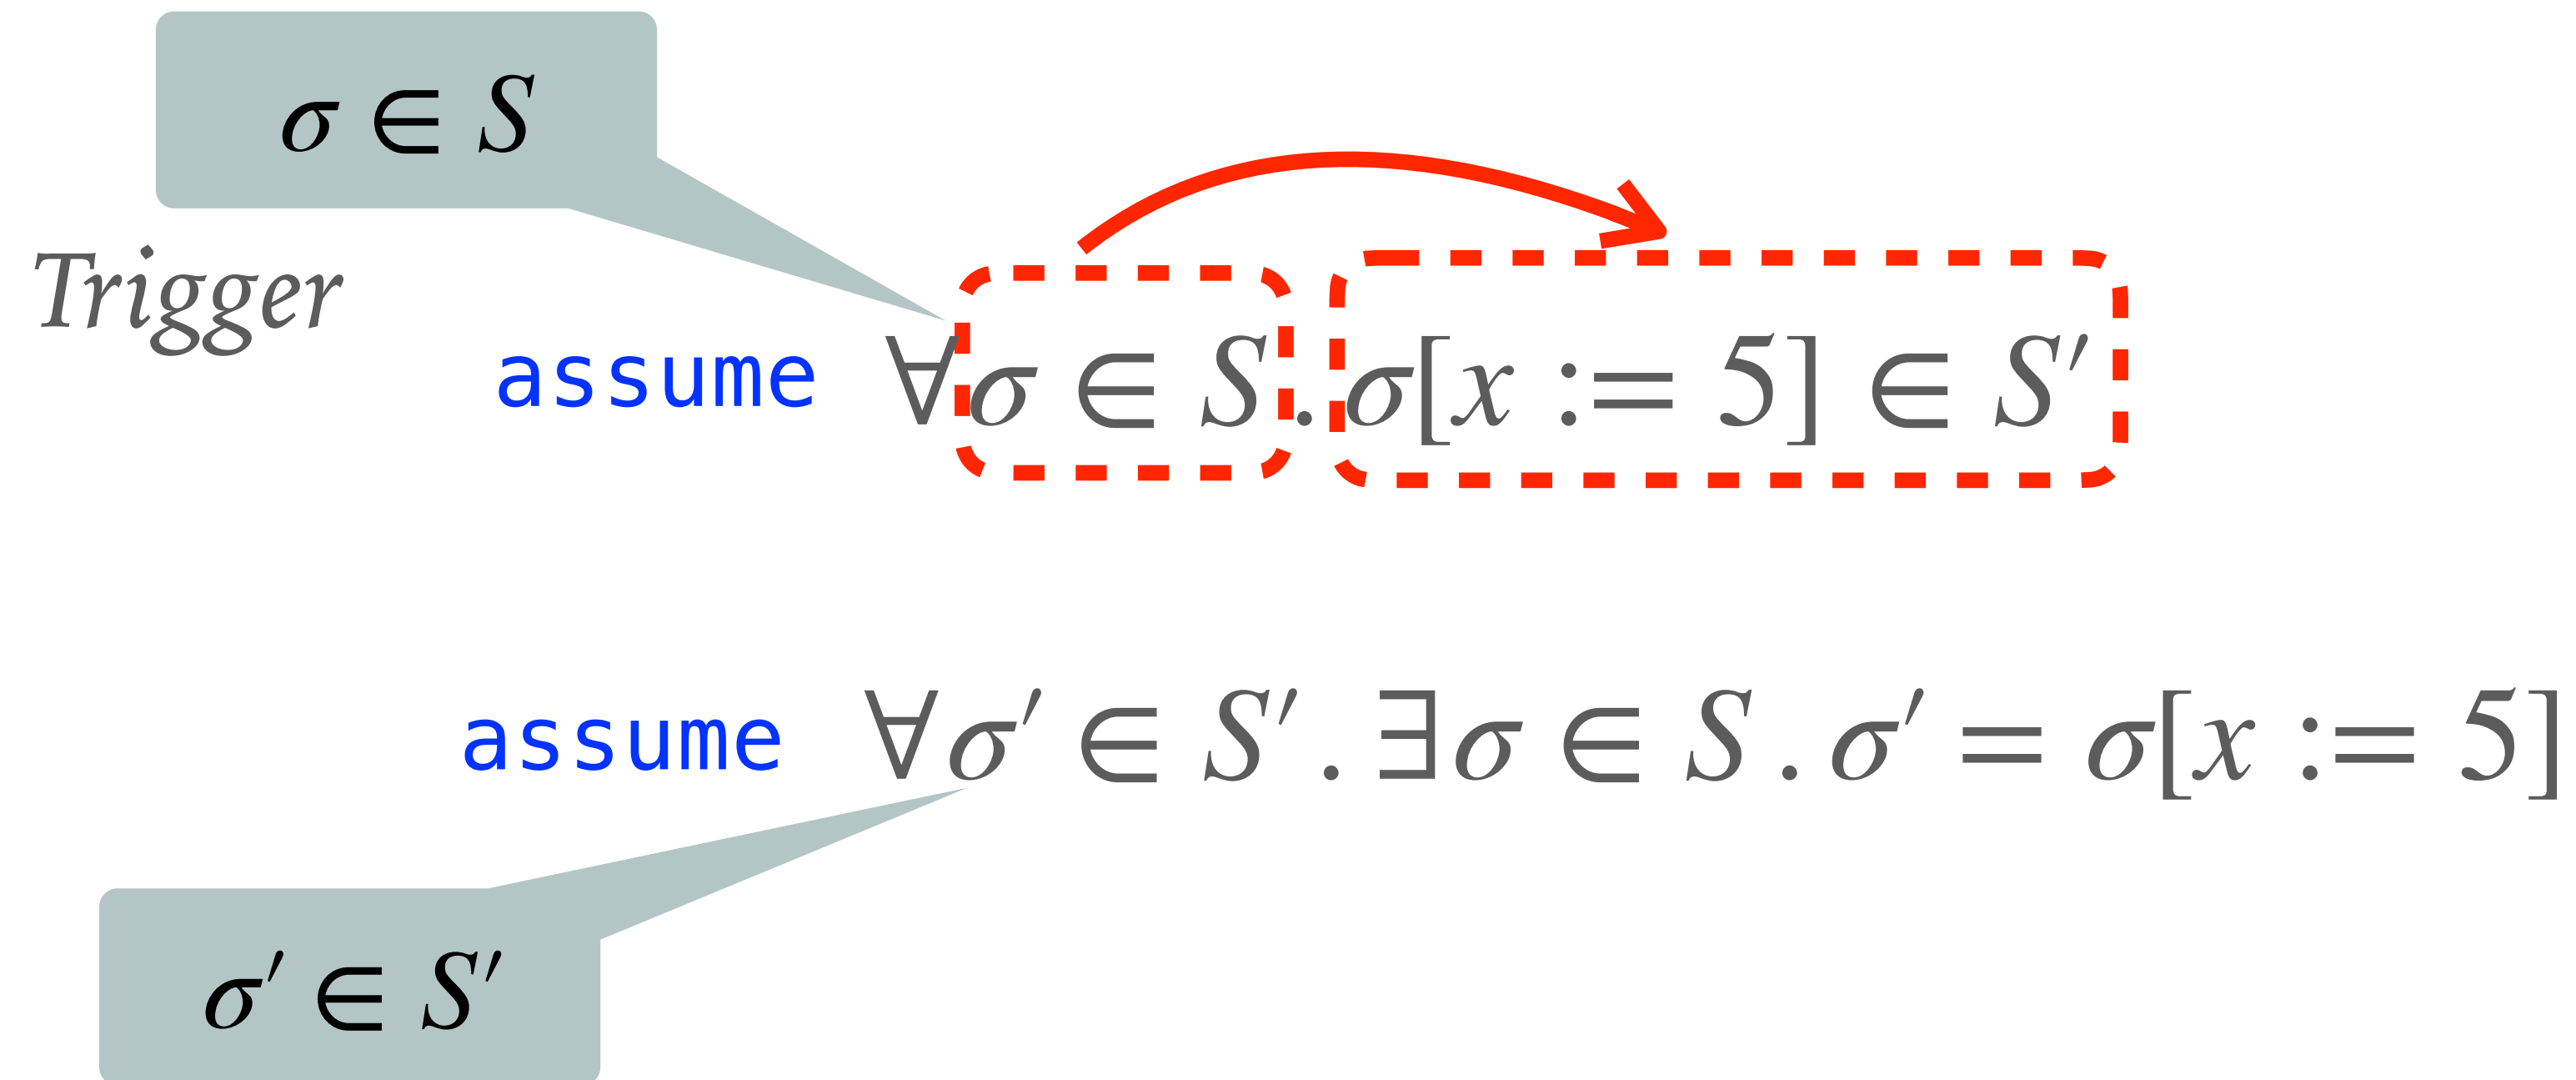 σ ∈ S
Trigger
assume ∀σ ∈ S . σ[x := 5] ∈ S′
assume ∀σ′ ∈ S′ . ∃σ ∈ S . σ′ = σ[x := 5]
σ′ ∈ S′